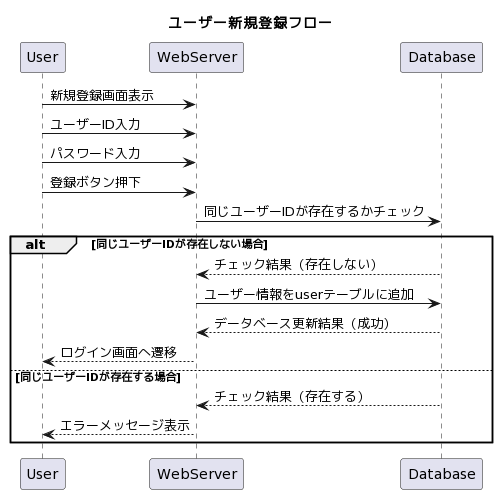 ユーザー新規登録フロー
User WebServer Database
新規登録画面表示
ユーザーID入力
パスワード入力
登録ボタン押下
同じユーザーIDが存在するかチェック
alt [同じユーザーIDが存在しない場合]
チェック結果（存在しない）
ユーザー情報をuserテーブルに追加
データベース更新結果（成功）
ログイン画面へ遷移
[同じユーザーIDが存在する場合]
チェック結果（存在する）
エラーメッセージ表示
User WebServer Database